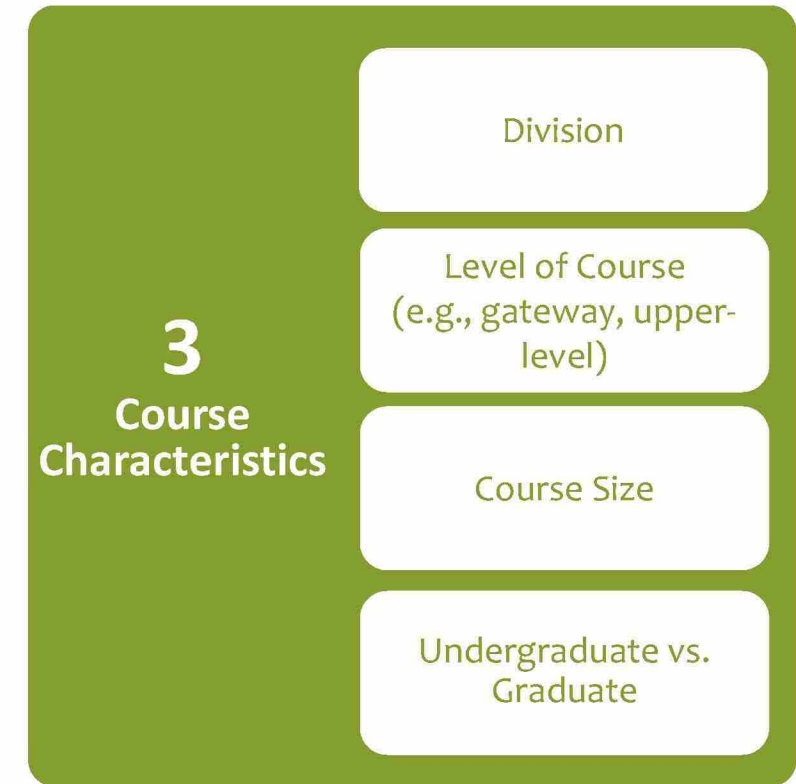 3
Course
Characteristics
Division
Level of Course
(e.g., gateway, upper-
level)
Course Size
Undergraduate vs.
Graduate